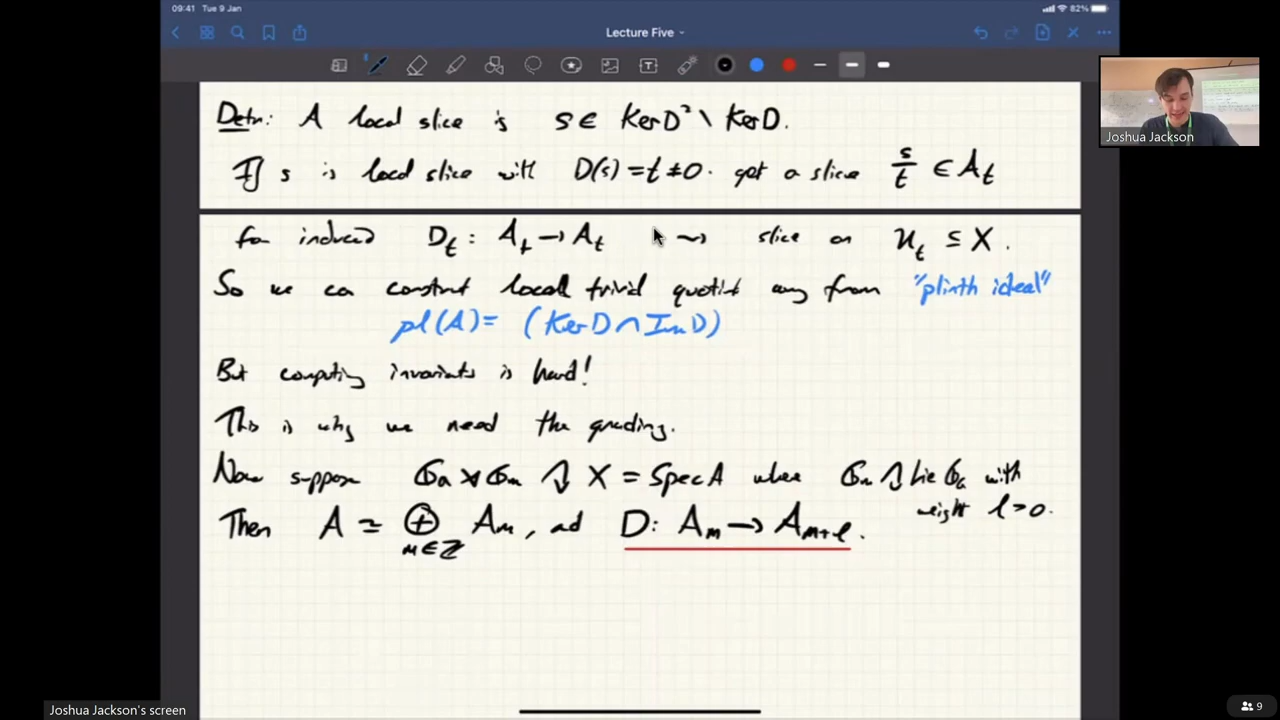 09:41 Tue 9 Jan
82%
Lecture Five
Defn: A local slice is s ∈ Ker D² \ Ker D.
If s is local slice with D(s) = t ≠ 0. get a slice s/t ∈ A_t
for induced D_t : A_t → A_t ⇝ slice on U_t ⊆ X.
So we can construct local trivial quotient any from "plinth ideal"
pl(A) = (Ker D ∩ Im D)
But computing invariants is hard!
This is why we need the grading.
Now suppose G_a ⋊ G_m ↷ X = Spec A where G_m ↷ Lie G_a with
weight l > 0.
Then A ≃ ⊕_{m∈ℤ} A_m, and D: A_m → A_{m+l}.
Joshua Jackson
Joshua Jackson's screen
9